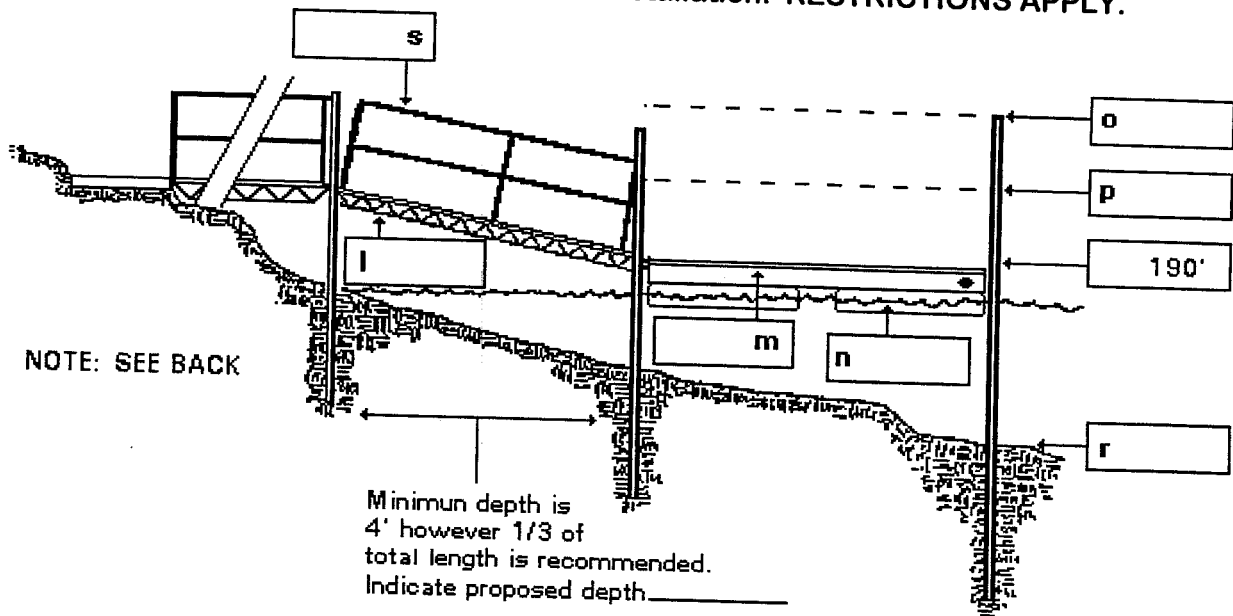 RESTRICTIONS APPLY.
s
o
p
l
190'
m
n
NOTE: SEE BACK
r
Minimun depth is
4' however 1/3 of
total length is recommended.
Indicate proposed depth